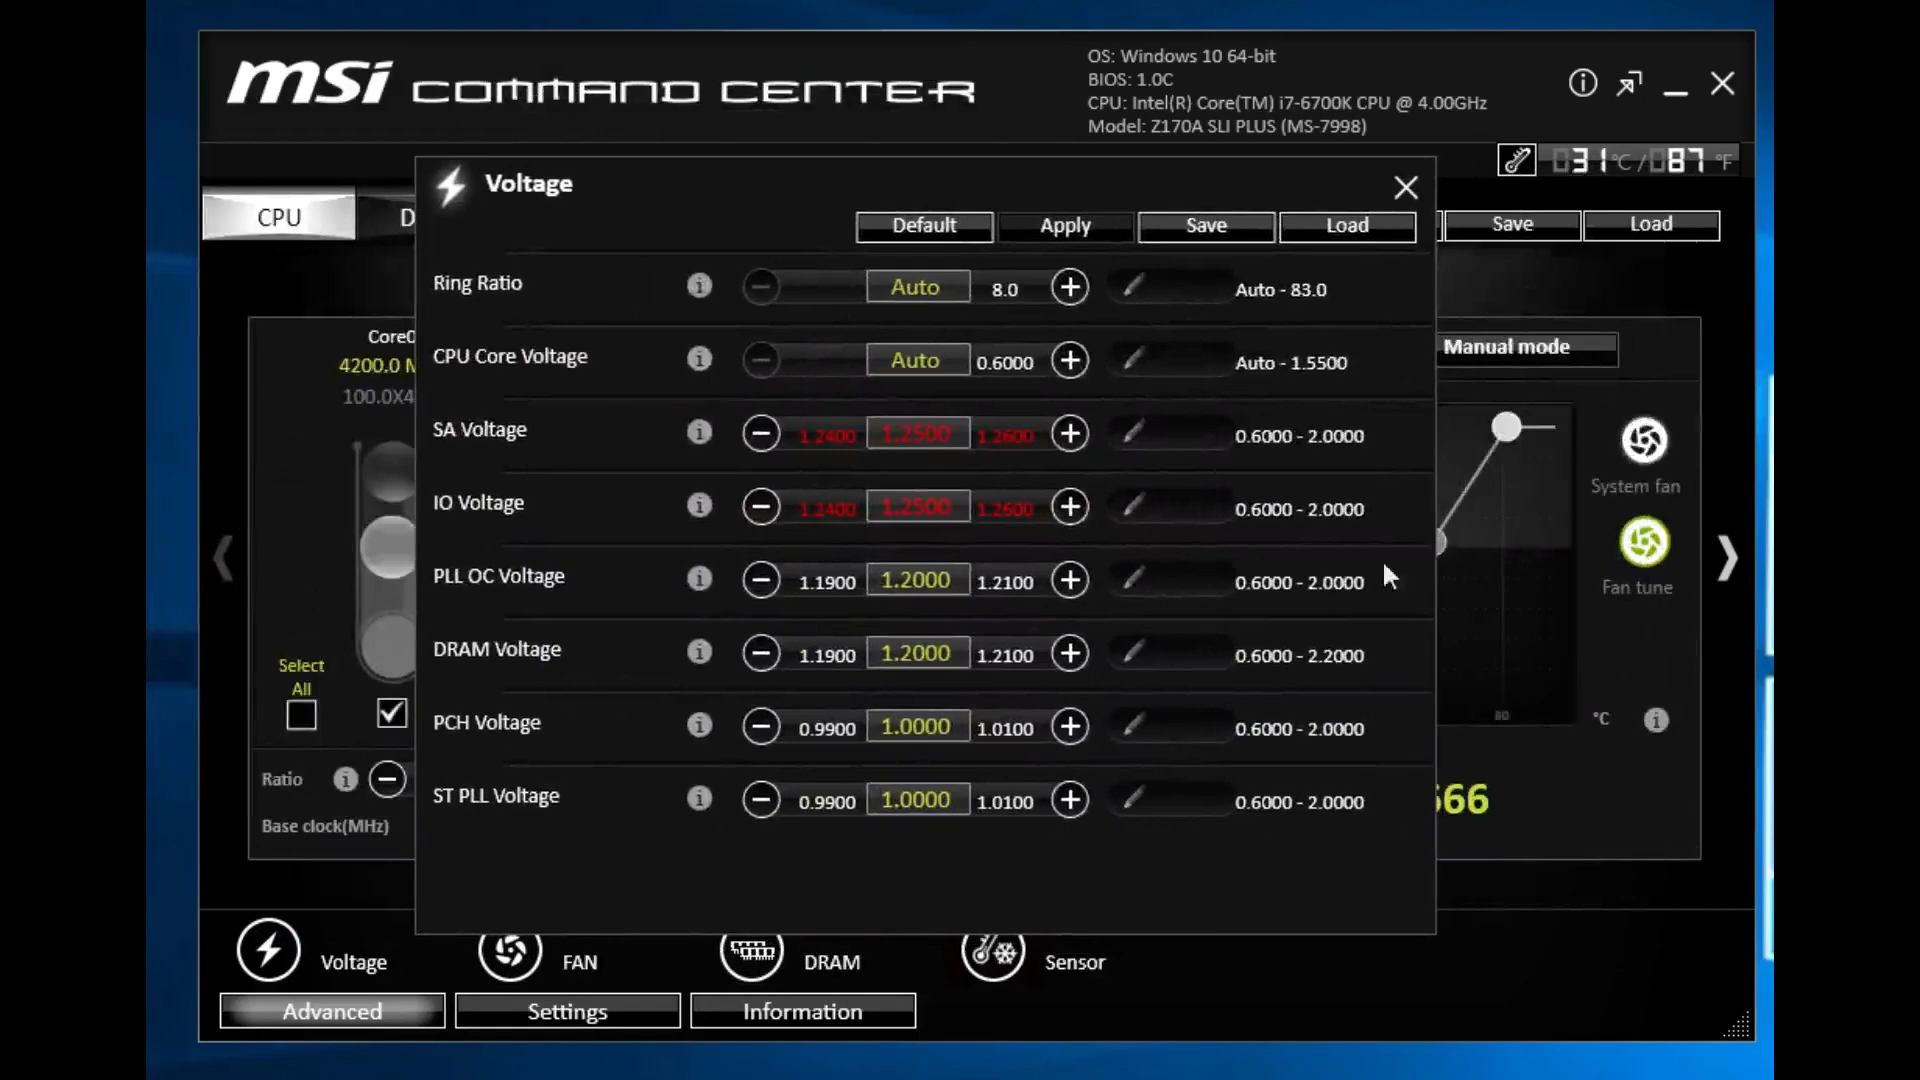 msi COMMAND CENTER
OS: Windows 10 64-bit
BIOS: 1.0C
CPU: Intel(R) Core(TM) i7-6700K CPU @ 4.00GHz
Model: Z170A SLI PLUS (MS-7998)
31 °C / 87 °F
CPU
D
Save
Load
Voltage
Default
Apply
Save
Load
Ring Ratio Auto 8.0 Auto - 83.0
CPU Core Voltage Auto 0.6000 Auto - 1.5500
SA Voltage 1.2400 1.2500 1.2600 0.6000 - 2.0000
IO Voltage 1.2400 1.2500 1.2600 0.6000 - 2.0000
PLL OC Voltage 1.1900 1.2000 1.2100 0.6000 - 2.0000
DRAM Voltage 1.1900 1.2000 1.2100 0.6000 - 2.2000
PCH Voltage 0.9900 1.0000 1.0100 0.6000 - 2.0000
ST PLL Voltage 0.9900 1.0000 1.0100 0.6000 - 2.0000
Core0
4200.0 M
100.0X4
Select
All
Ratio
Base clock(MHz)
Manual mode
System fan
Fan tune
80
°C
666
Voltage
FAN
DRAM
Sensor
Advanced
Settings
Information